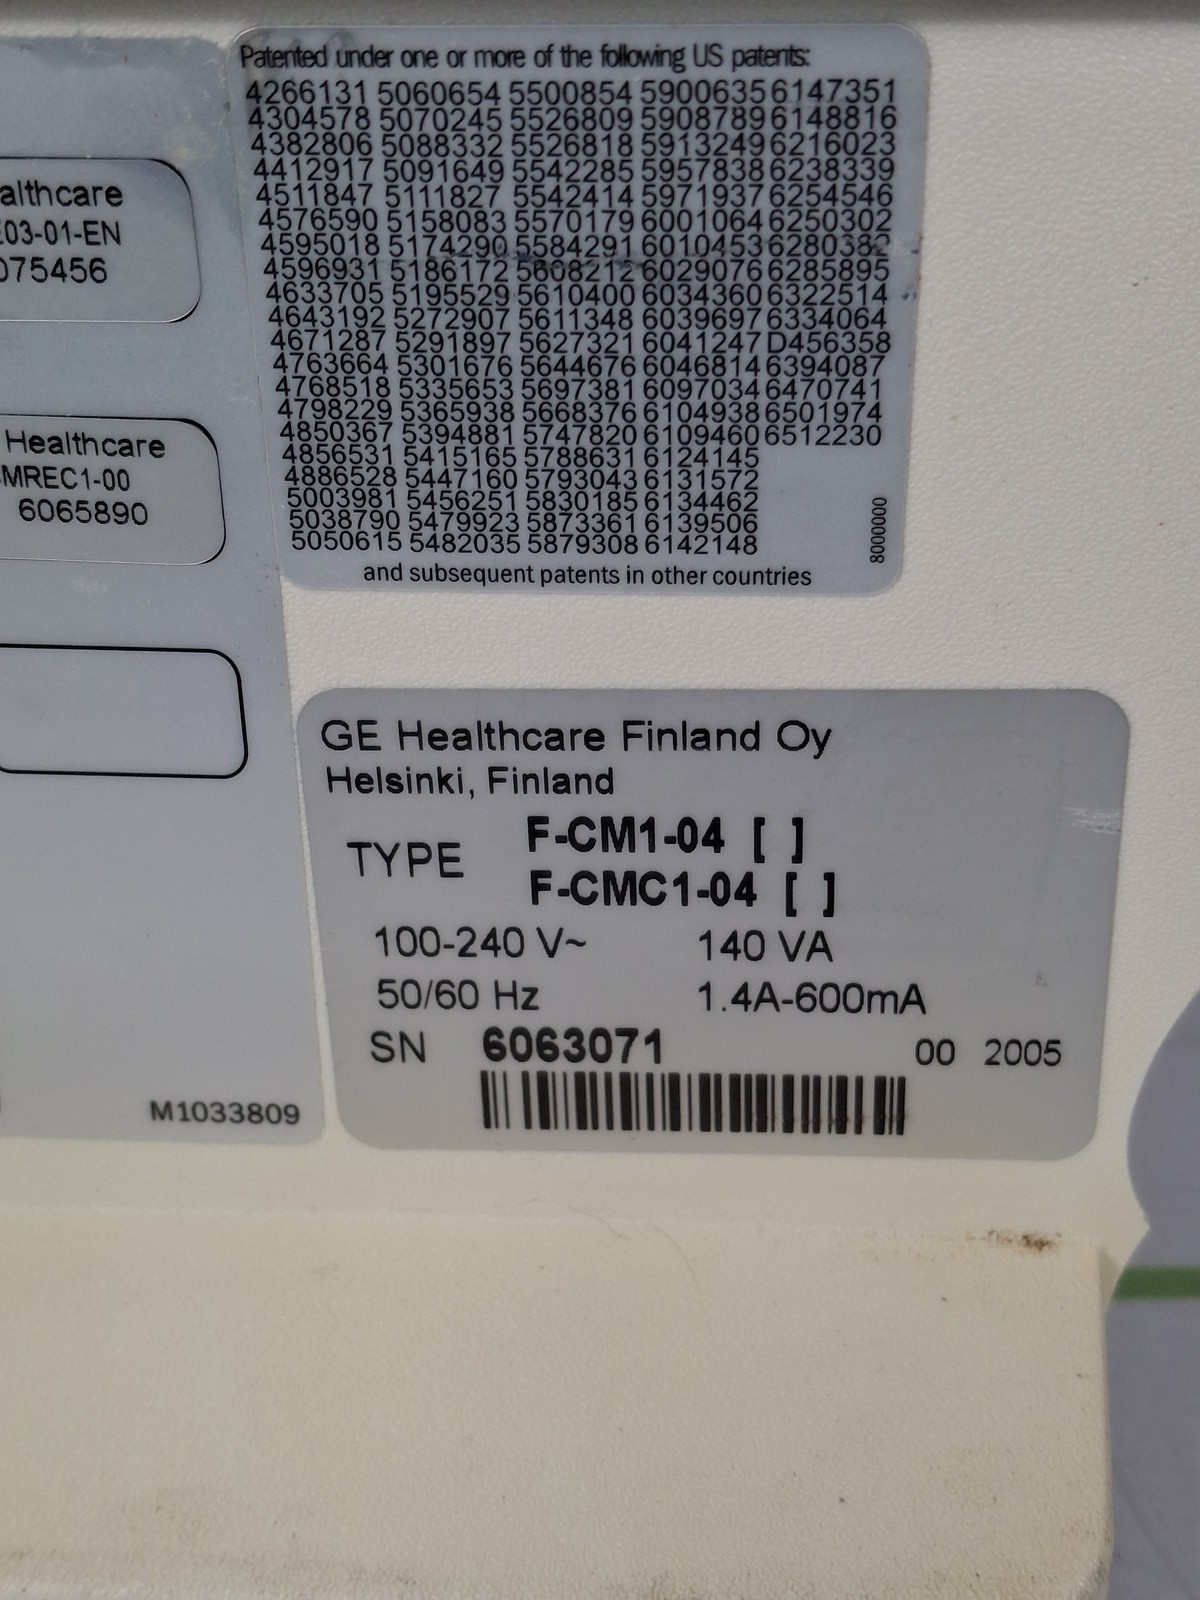 Patented under one or more of the following US patents:
4266131 5060654 5500854 5900635 6147351
4304578 5070245 5526809 5908789 6148816
4382806 5088332 5526818 5913249 6216023
4412917 5091649 5542285 5957838 6238339
4511847 5111827 5542414 5971937 6254546
4576590 5158083 5570179 6001064 6250302
4595018 5174290 5584291 6010453 6280382
4596931 5186172 5608212 6029076 6285895
4633705 5195529 5610400 6034360 6322514
4643192 5272907 5611348 6039697 6334064
4671287 5291897 5627321 6041247 D456358
4763664 5301676 5644676 6046814 6394087
4768518 5335653 5697381 6097034 6470741
4798229 5365938 5668376 6104938 6501974
4850367 5394881 5747820 6109460 6512230
4856531 5415165 5788631 6124145
4886528 5447160 5793043 6131572
5003981 5456251 5830185 6134462
5038790 5479923 5873361 6139506
5050615 5482035 5879308 6142148
8000000
and subsequent patents in other countries
althcare
E03-01-EN
075456
Healthcare
MREC1-00
6065890
M1033809
GE Healthcare Finland Oy
Helsinki, Finland
TYPE F-CM1-04 [ ]
F-CMC1-04 [ ]
100-240 V~ 140 VA
50/60 Hz 1.4A-600mA
SN 6063071 00 2005